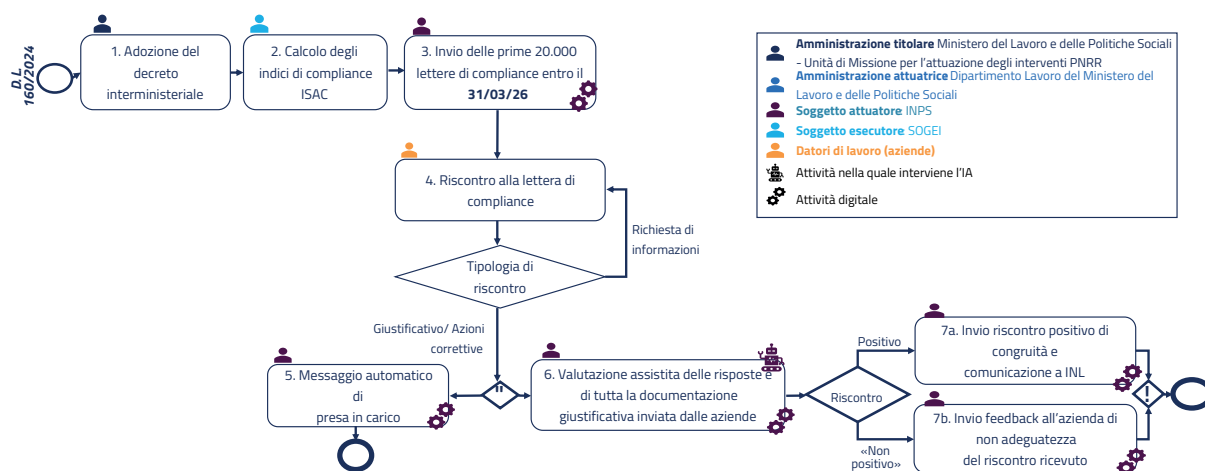 D.L.
160/2024
1. Adozione del
decreto
interministeriale
2. Calcolo degli
indici di compliance
ISAC
3. Invio delle prime 20.000
lettere di compliance entro il
31/03/26
4. Riscontro alla lettera di
compliance
Richiesta di
informazioni
Tipologia di
riscontro
Giustificativo/ Azioni
correttive
5. Messaggio automatico
di
presa in carico
6. Valutazione assistita delle risposte e
di tutta la documentazione
giustificativa inviata dalle aziende
Riscontro
Positivo
«Non
positivo»
7a. Invio riscontro positivo di
congruità e
comunicazione a INL
7b. Invio feedback all'azienda di
non adeguatezza
del riscontro ricevuto
!
Amministrazione titolare Ministero del Lavoro e delle Politiche Sociali
- Unità di Missione per l'attuazione degli interventi PNRR
Amministrazione attuatrice Dipartimento Lavoro del Ministero del
Lavoro e delle Politiche Sociali
Soggetto attuatore: INPS
Soggetto esecutore: SOGEI
Datori di lavoro (aziende)
Attività nella quale interviene l'IA
Attività digitale